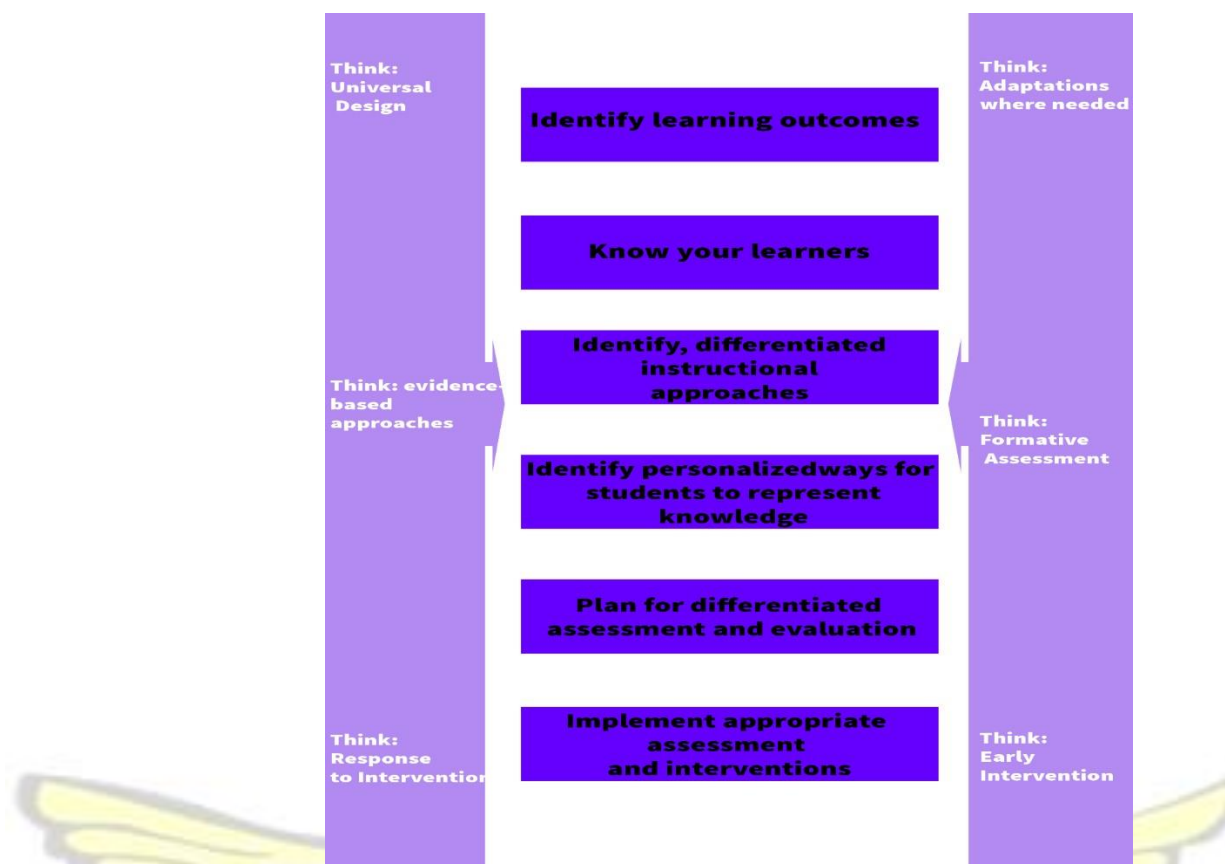 Think:
Universal
Design
Think: evidence-
based
approaches
Think:
Response
to Intervention
Identify learning outcomes
Know your learners
Identify, differentiated
instructional
approaches
Identify personalizedways for
students to represent
knowledge
Plan for differentiated
assessment and evaluation
Implement appropriate
assessment
and interventions
Think:
Adaptations
where needed
Think:
Formative
Assessment
Think:
Early
Intervention